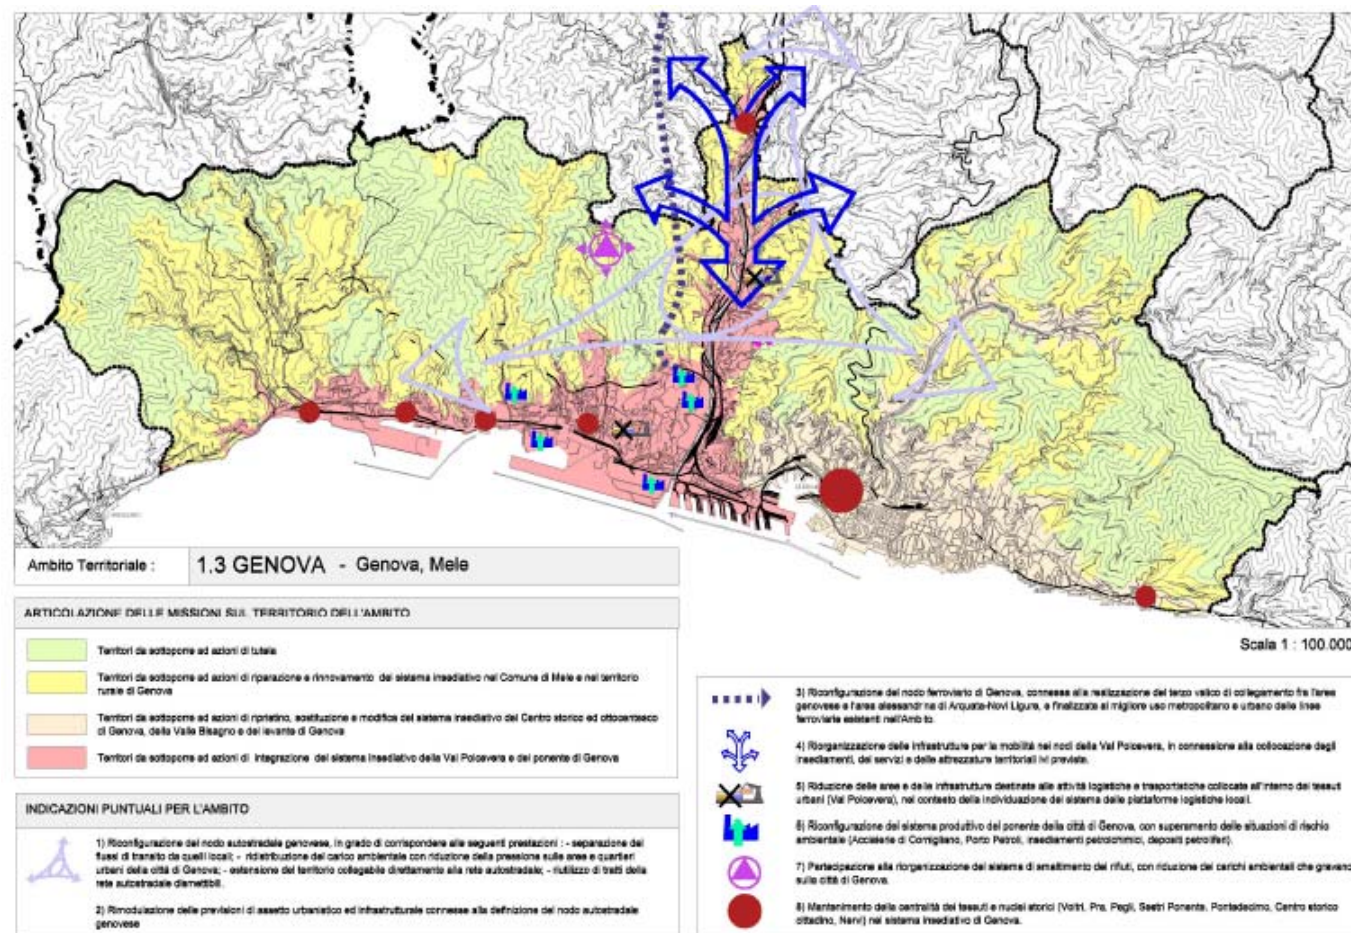 Ambito Territoriale : 1.3 GENOVA - Genova, Mele
ARTICOLAZIONE DELLE MISSIONI SUL TERRITORIO DELL'AMBITO
Territori da sottoporre ad azioni di tutela
Territori da sottoporre ad azioni di riparazione e rinnovamento del sistema insediativo nel Comune di Mele e nel territorio
rurale di Genova
Territori da sottoporre ad azioni di ripristino, sostituzione e modifica del sistema insediativo del Centro storico ed ottocentesco
di Genova, della Valle Bisagno e del levante di Genova
Territori da sottoporre ad azioni di integrazione del sistema insediativo della Val Polcevera e del ponente di Genova
INDICAZIONI PUNTUALI PER L'AMBITO
1) Riconfigurazione del nodo autostradale genovese, in grado di corrispondere alle seguenti prestazioni : - separazione dei
flussi di transito da quelli locali; - ridistribuzione del carico ambientale con riduzione della pressione sulle aree e quartieri
urbani della città di Genova; - estensione del territorio collegabile direttamente alla rete autostradale; - riutilizzo di tratti della
rete autostradale dismettibili.
2) Rimodulazione delle previsioni di assetto urbanistico ed infrastrutturale connesse alla definizione del nodo autostradale
genovese
Scala 1 : 100.000
3) Riconfigurazione del nodo ferroviario di Genova, connessa alla realizzazione del terzo valico di collegamento fra l'area
genovese e l'area alessandrina di Arquata-Novi Ligure, e finalizzata al migliore uso metropolitano e urbano delle linee
ferroviarie esistenti nell'Ambito.
4) Riorganizzazione delle infrastrutture per la mobilità nei nodi della Val Polcevera, in connessione alla collocazione degli
insediamenti, dei servizi e delle attrezzature territoriali ivi previste.
5) Riduzione delle aree e delle infrastrutture destinate alle attività logistiche e trasportistiche collocate all'interno dei tessuti
urbani (Val Polcevera), nel contesto della individuazione del sistema delle piattaforme logistiche locali.
6) Riconfigurazione del sistema produttivo del ponente della città di Genova, con superamento delle situazioni di rischio
ambientale (Acciaierie di Cornigliano, Porto Petroli, insediamenti petrolchimici, depositi petroliferi).
7) Partecipazione alla riorganizzazione del sistema di smaltimento dei rifiuti, con riduzione dei carichi ambientali che gravano
sulla città di Genova.
8) Mantenimento della centralità dei tessuti e nuclei storici (Voltri, Pra, Pegli, Sestri Ponente, Pontedecimo, Centro storico
cittadino, Nervi) nel sistema insediativo di Genova.